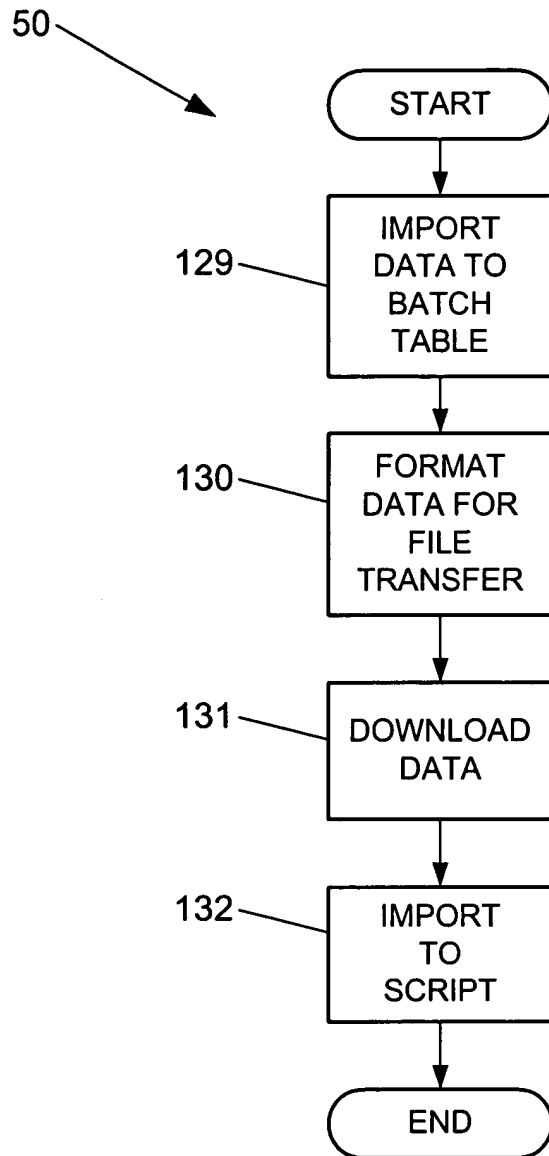 50
START
129
IMPORT
DATA TO
BATCH
TABLE
130
FORMAT
DATA FOR
FILE
TRANSFER
131
DOWNLOAD
DATA
132
IMPORT
TO
SCRIPT
END